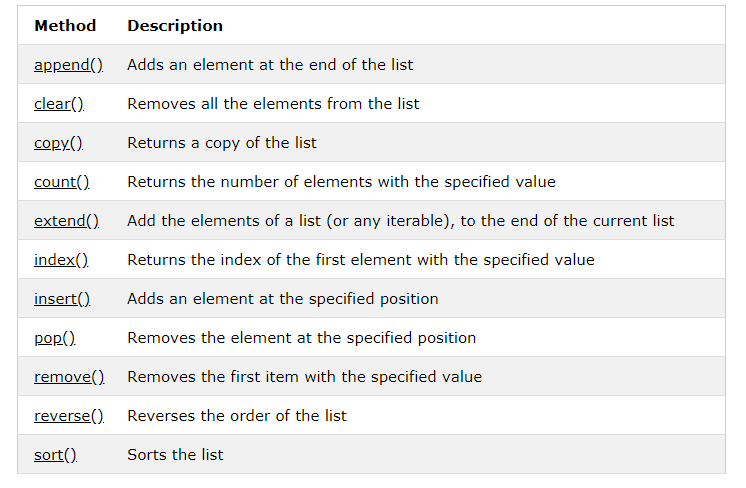 Method Description
append() Adds an element at the end of the list
clear() Removes all the elements from the list
copy() Returns a copy of the list
count() Returns the number of elements with the specified value
extend() Add the elements of a list (or any iterable), to the end of the current list
index() Returns the index of the first element with the specified value
insert() Adds an element at the specified position
pop() Removes the element at the specified position
remove() Removes the first item with the specified value
reverse() Reverses the order of the list
sort() Sorts the list